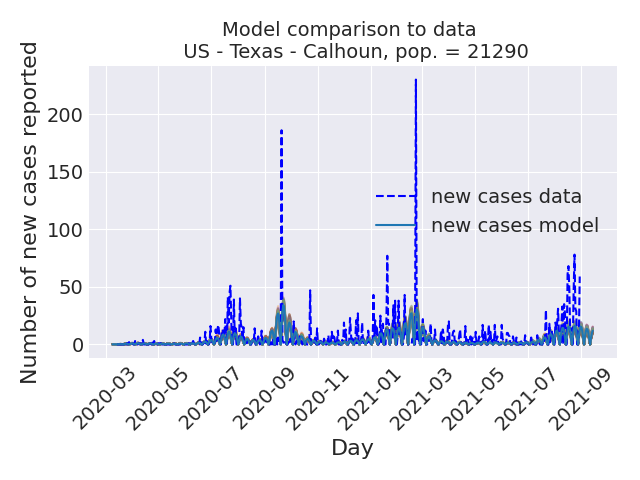 Model comparison to data
US - Texas - Calhoun, pop. = 21290
Number of new cases reported
200
150
100
50
0
new cases data
new cases model
2020-03
2020-05
2020-07
2020-09
2020-11
2021-01
2021-03
2021-05
2021-07
2021-09
Day